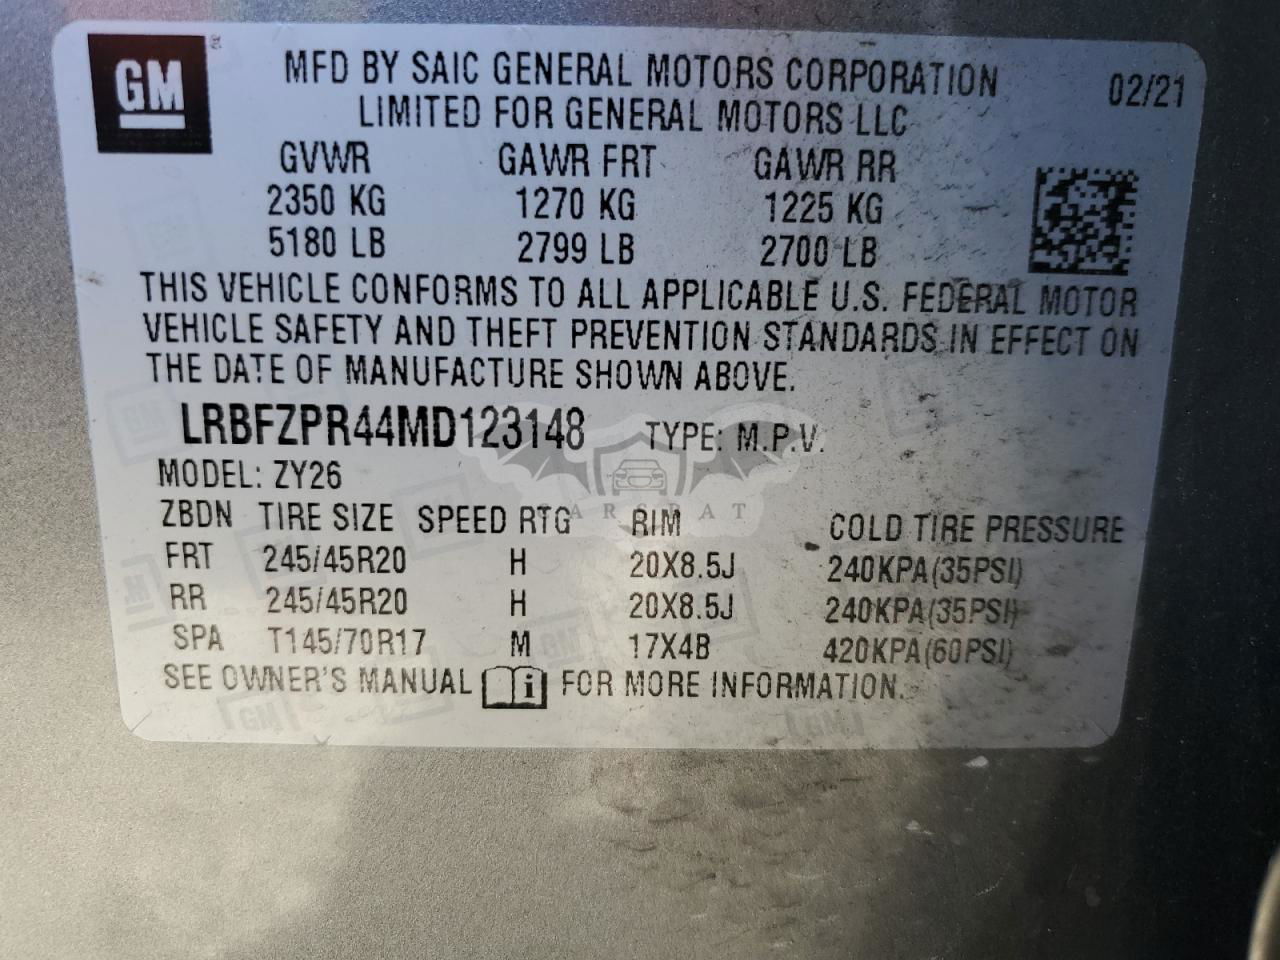 GM ®
MFD BY SAIC GENERAL MOTORS CORPORATION 02/21
LIMITED FOR GENERAL MOTORS LLC
GVWR GAWR FRT GAWR RR
2350 KG 1270 KG 1225 KG
5180 LB 2799 LB 2700 LB
THIS VEHICLE CONFORMS TO ALL APPLICABLE U.S. FEDERAL MOTOR
VEHICLE SAFETY AND THEFT PREVENTION STANDARDS IN EFFECT ON
THE DATE OF MANUFACTURE SHOWN ABOVE.
LRBFZPR44MD123148 TYPE: M.P.V.
MODEL: ZY26
ZBDN TIRE SIZE SPEED RTG RIM COLD TIRE PRESSURE
FRT 245/45R20 H 20X8.5J 240KPA(35PSI)
RR 245/45R20 H 20X8.5J 240KPA(35PSI)
SPA T145/70R17 M 17X4B 420KPA(60PSI)
SEE OWNER'S MANUAL i FOR MORE INFORMATION.